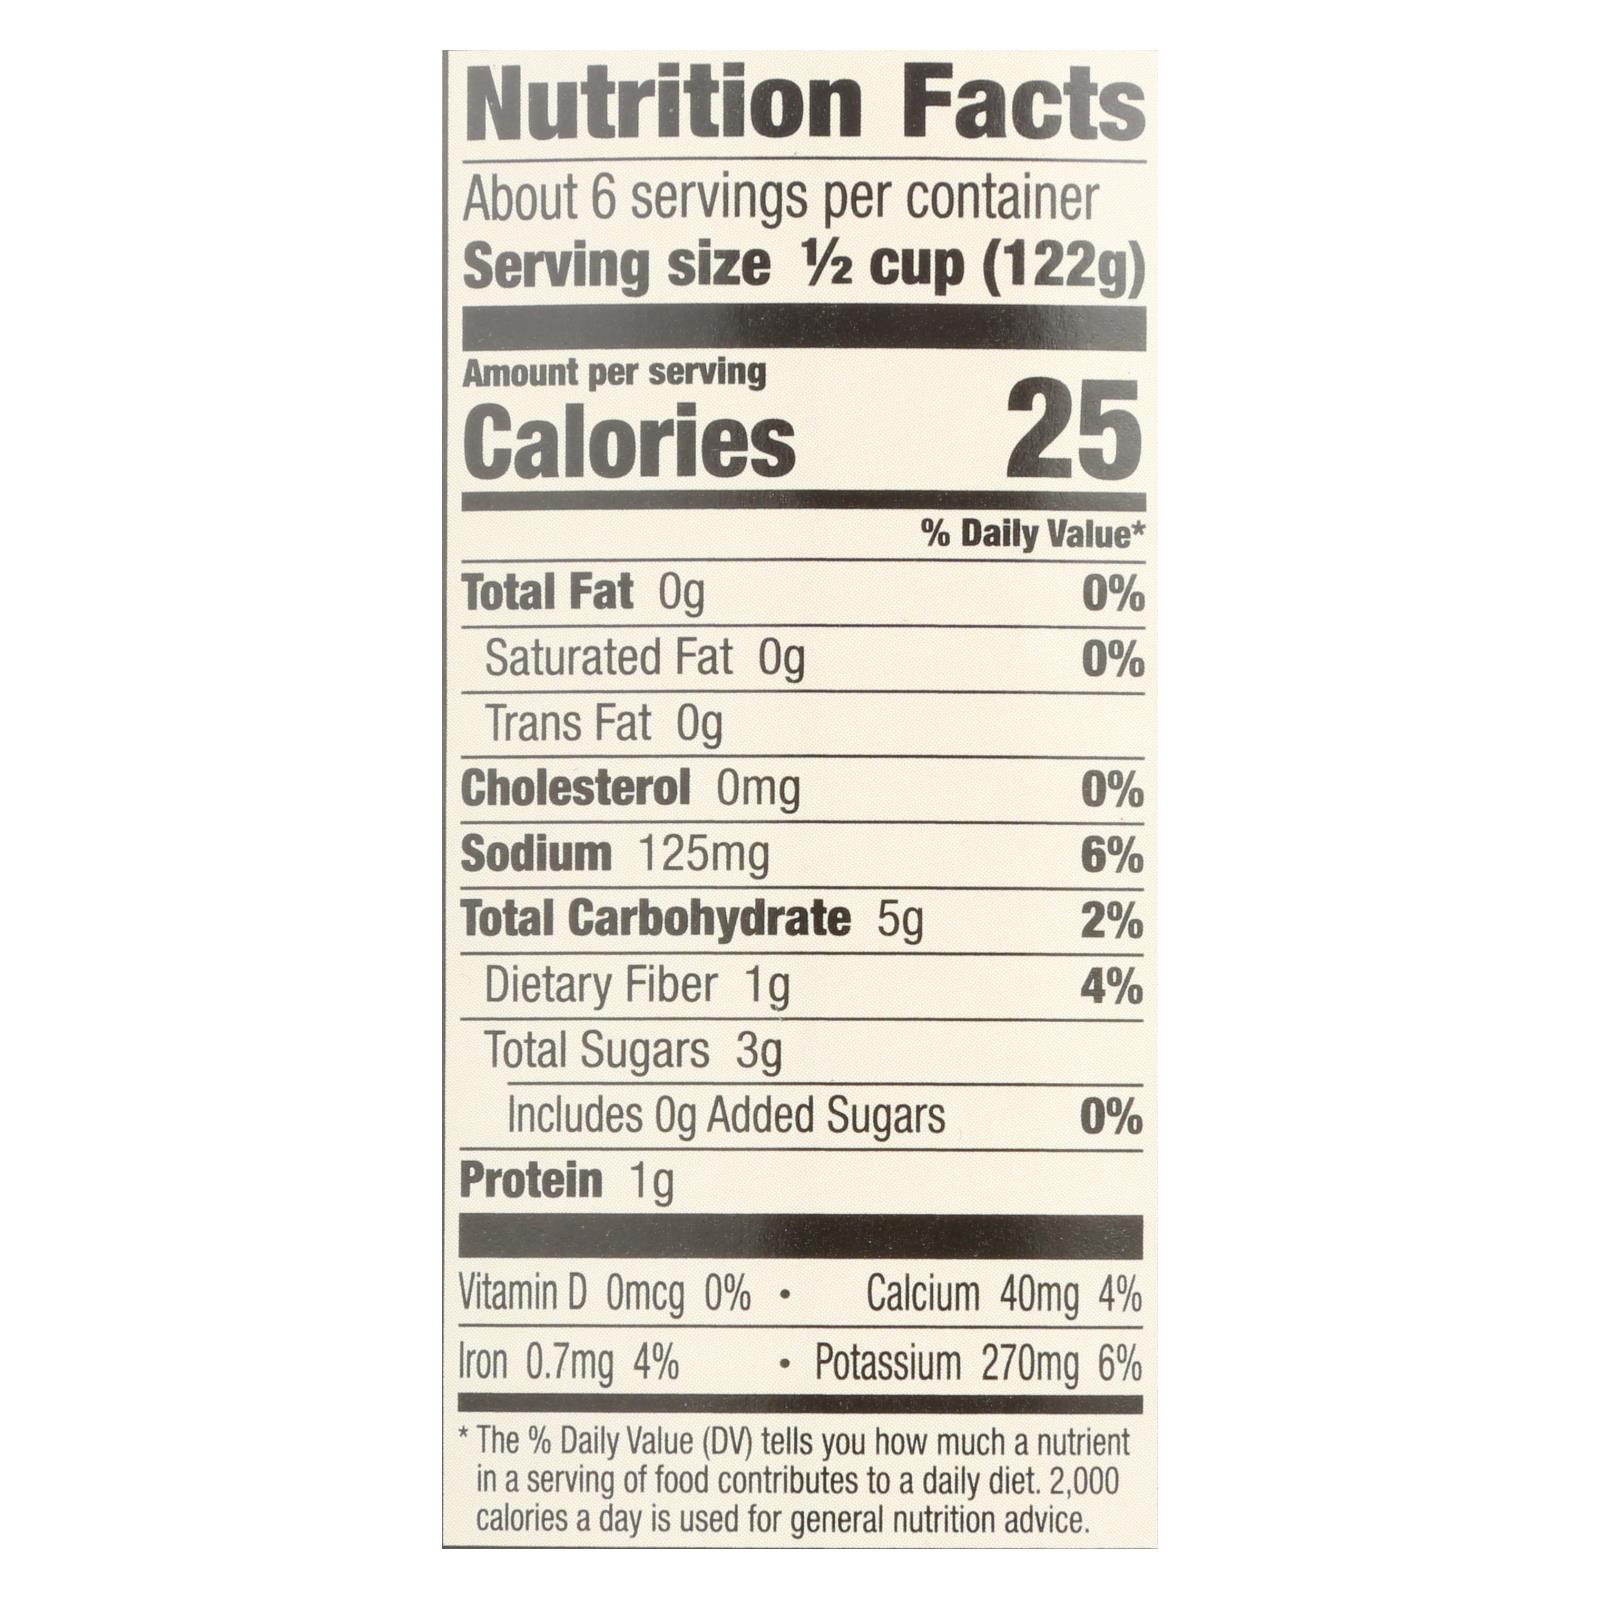 Nutrition Facts
About 6 servings per container
Serving size ½ cup (122g)
Amount per serving
Calories 25
% Daily Value*
Total Fat 0g 0%
Saturated Fat 0g 0%
Trans Fat 0g
Cholesterol 0mg 0%
Sodium 125mg 6%
Total Carbohydrate 5g 2%
Dietary Fiber 1g 4%
Total Sugars 3g
Includes 0g Added Sugars 0%
Protein 1g
Vitamin D 0mcg 0% • Calcium 40mg 4%
Iron 0.7mg 4% • Potassium 270mg 6%
* The % Daily Value (DV) tells you how much a nutrient
in a serving of food contributes to a daily diet. 2,000
calories a day is used for general nutrition advice.